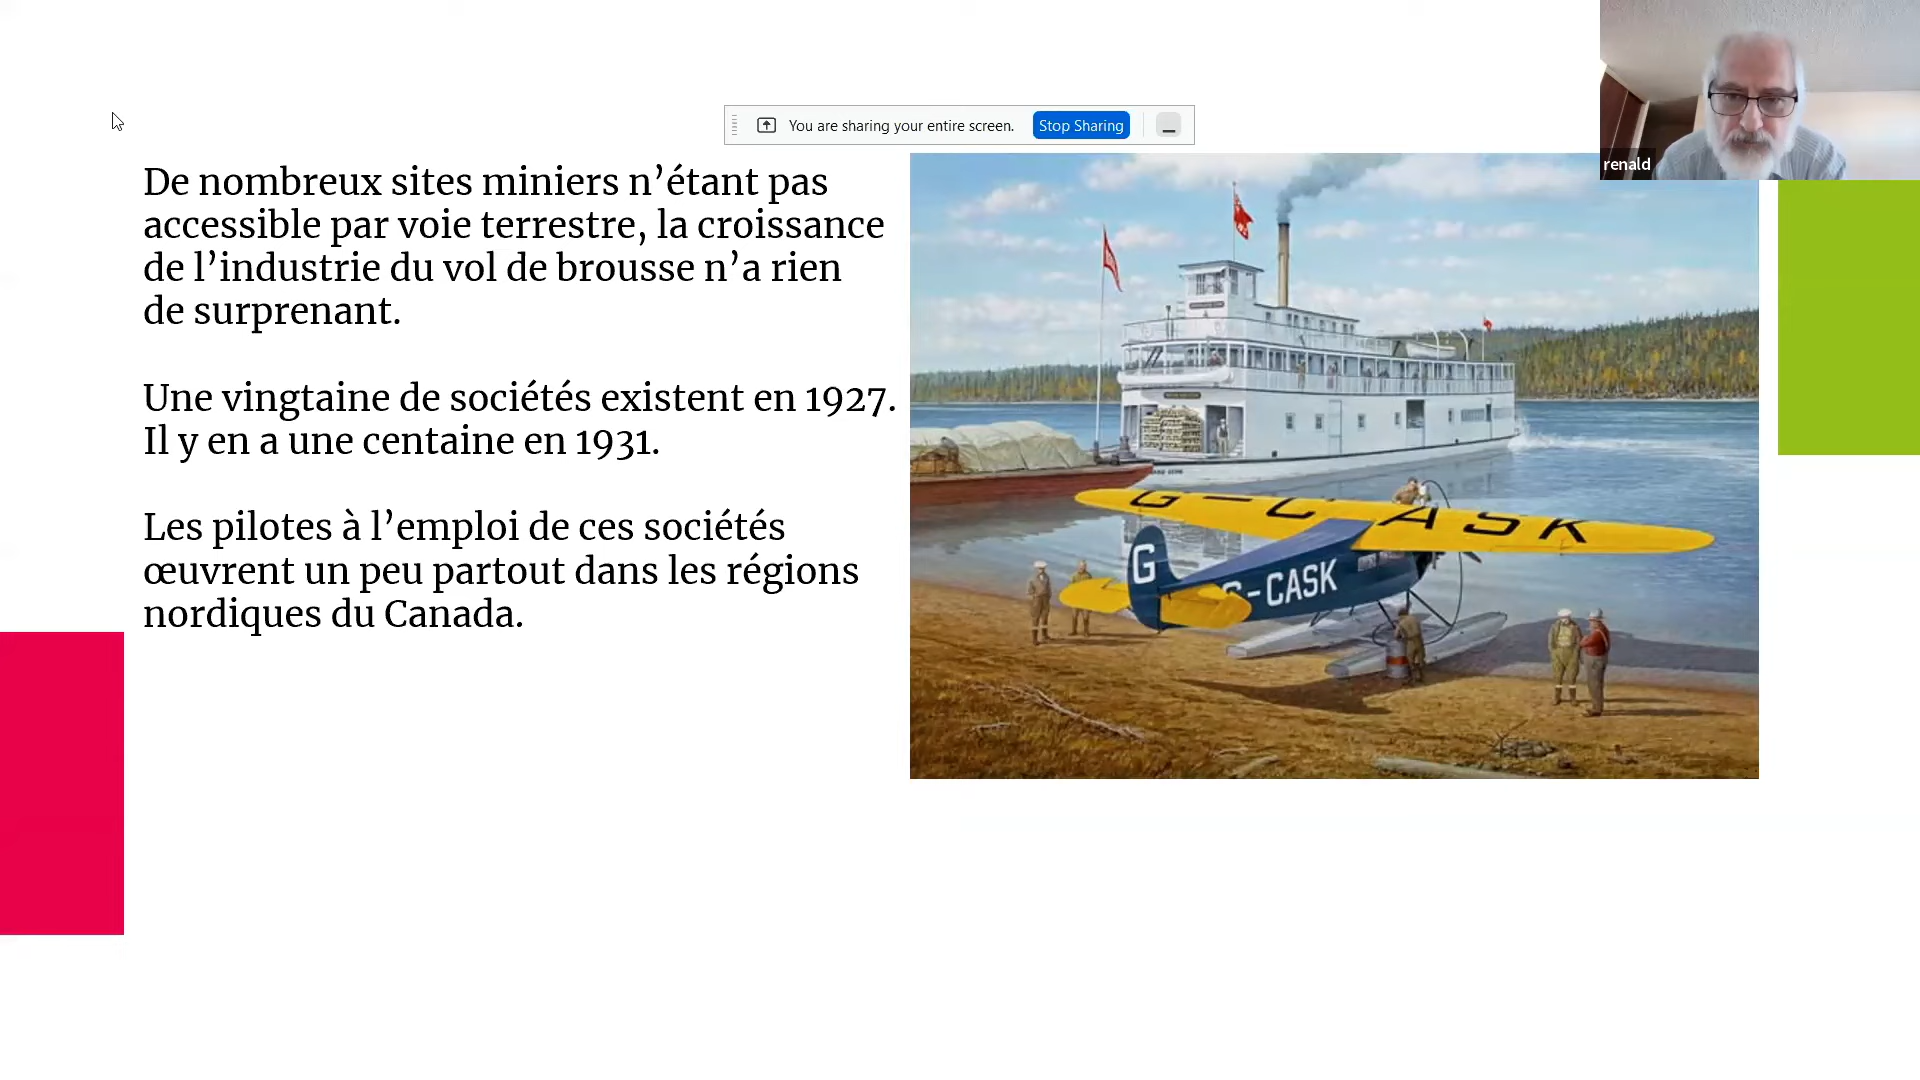 You are sharing your entire screen. Stop Sharing
renald
De nombreux sites miniers n’étant pas
accessible par voie terrestre, la croissance
de l’industrie du vol de brousse n’a rien
de surprenant.
Une vingtaine de sociétés existent en 1927.
Il y en a une centaine en 1931.
Les pilotes à l’emploi de ces sociétés
œuvrent un peu partout dans les régions
nordiques du Canada.
G-CASK
G
G-CASK